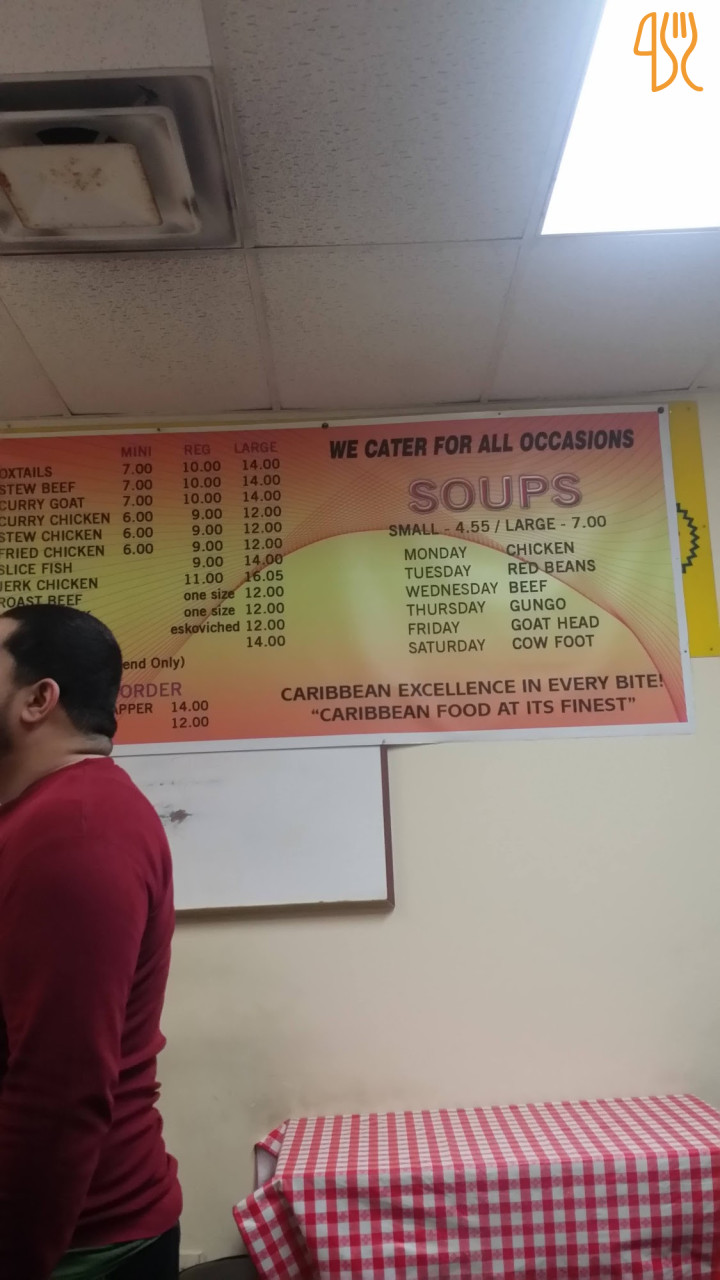 MINI REG LARGE
OXTAILS 7.00 10.00 14.00
STEW BEEF 7.00 10.00 14.00
CURRY GOAT 7.00 10.00 14.00
CURRY CHICKEN 6.00 9.00 12.00
STEW CHICKEN 6.00 9.00 12.00
FRIED CHICKEN 6.00 9.00 12.00
SLICE FISH 9.00 14.00
JERK CHICKEN 11.00 16.05
ROAST BEEF one size 12.00
one size 12.00
eskoviched 12.00
14.00
end Only)
ORDER
APPER 14.00
12.00
WE CATER FOR ALL OCCASIONS
SOUPS
SMALL - 4.55 / LARGE - 7.00
MONDAY CHICKEN
TUESDAY RED BEANS
WEDNESDAY BEEF
THURSDAY GUNGO
FRIDAY GOAT HEAD
SATURDAY COW FOOT
CARIBBEAN EXCELLENCE IN EVERY BITE!
"CARIBBEAN FOOD AT ITS FINEST"